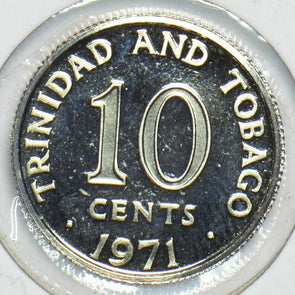 TRINIDAD AND TOBAGO
10
CENTS
· 1971 ·